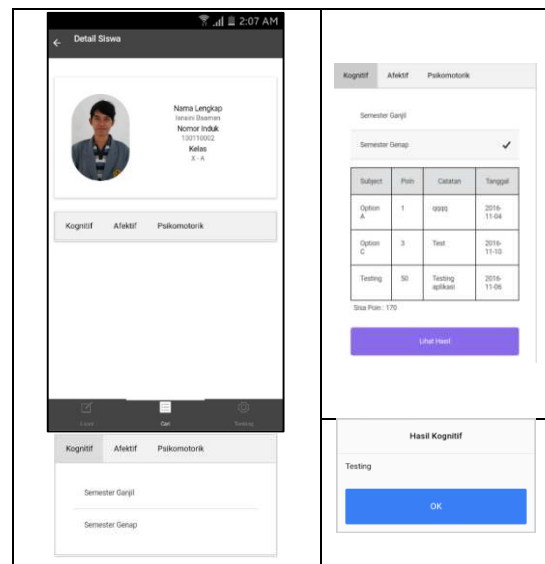 2:07 AM
Detail Siswa
Nama Lengkap
Isnaini Basman
Nomor Induk
130110002
Kelas
X - A
Kognitif Afektif Psikomotorik
Cari
Tentang
Kognitif Afektif Psikomotorik
Semester Ganjil
Semester Genap
Kognitif Afektif Psikomotorik
Semester Ganjil
Semester Genap
Subject Poin Catatan Tanggal
Option A 1 qqqq 2016-11-04
Option C 3 Test 2016-11-10
Testing 50 Testing aplikasi 2016-11-06
Sisa Poin : 170
Lihat Hasil
Hasil Kognitif
Testing
OK